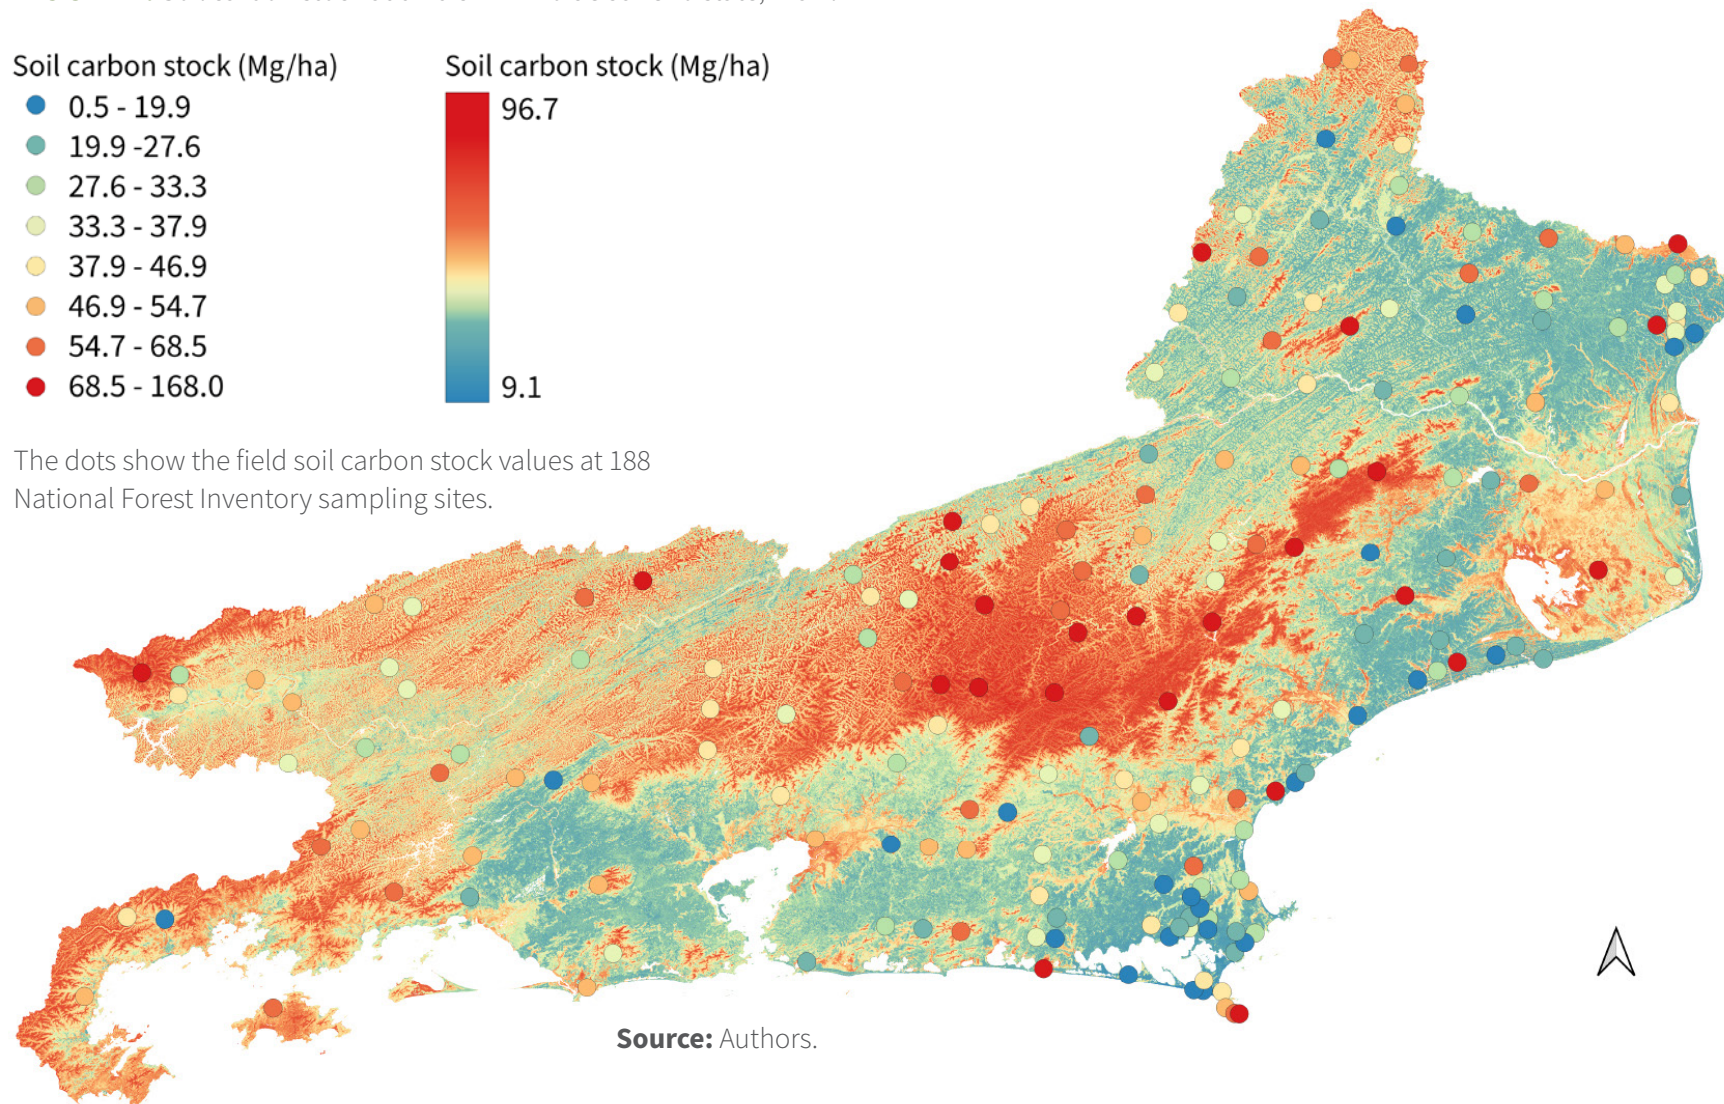 Soil carbon stock (Mg/ha)
0.5 - 19.9
19.9 -27.6
27.6 - 33.3
33.3 - 37.9
37.9 - 46.9
46.9 - 54.7
54.7 - 68.5
68.5 - 168.0
Soil carbon stock (Mg/ha)
96.7
9.1
The dots show the field soil carbon stock values at 188
National Forest Inventory sampling sites.
Source: Authors.